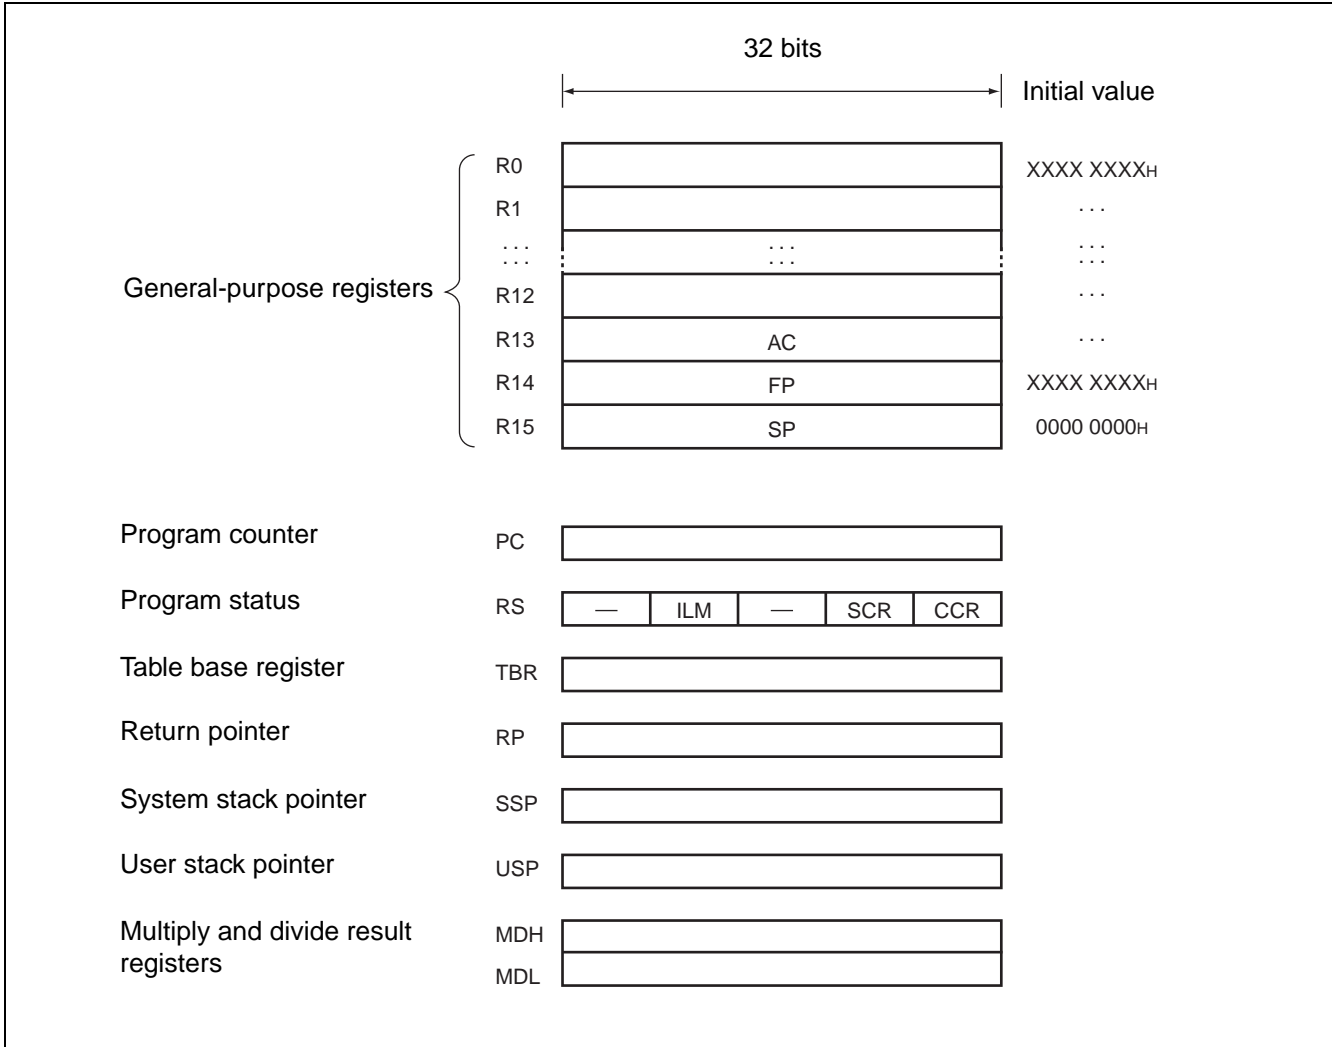 32 bits
Initial value
R0 XXXX XXXXH
R1 ...
... ... ...
... ... ...
General-purpose registers
R12 ...
R13 AC ...
R14 FP XXXX XXXXH
R15 SP 0000 0000H
Program counter PC
Program status RS — ILM — SCR CCR
Table base register TBR
Return pointer RP
System stack pointer SSP
User stack pointer USP
Multiply and divide result MDH
registers MDL